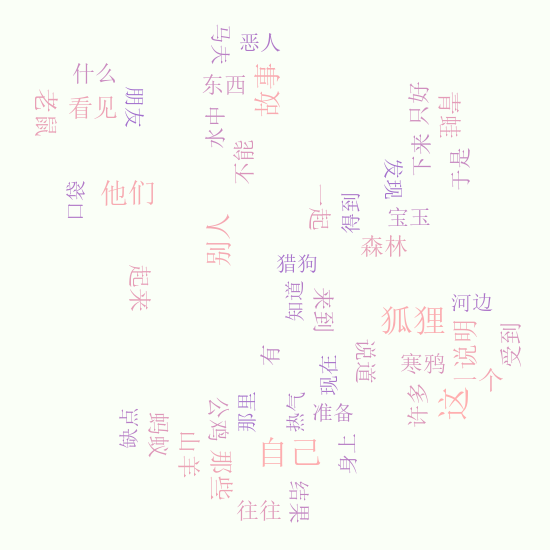 马夫
恶人
什么
东西
故事
老鼠
看见
朋友
水中
不能
只好
青蛙
下来
于是
口袋
他们
发现
一起
得到
宝玉
别人
森林
猎狗
起来
知道
来到
狐狸
河边
有
说道
现在
寒鸦
说明
受到
一个
许多
这
点嘴
蚂蚁
公鸡
那里
热气
准备
山羊
那些
自己
身上
往往
结果